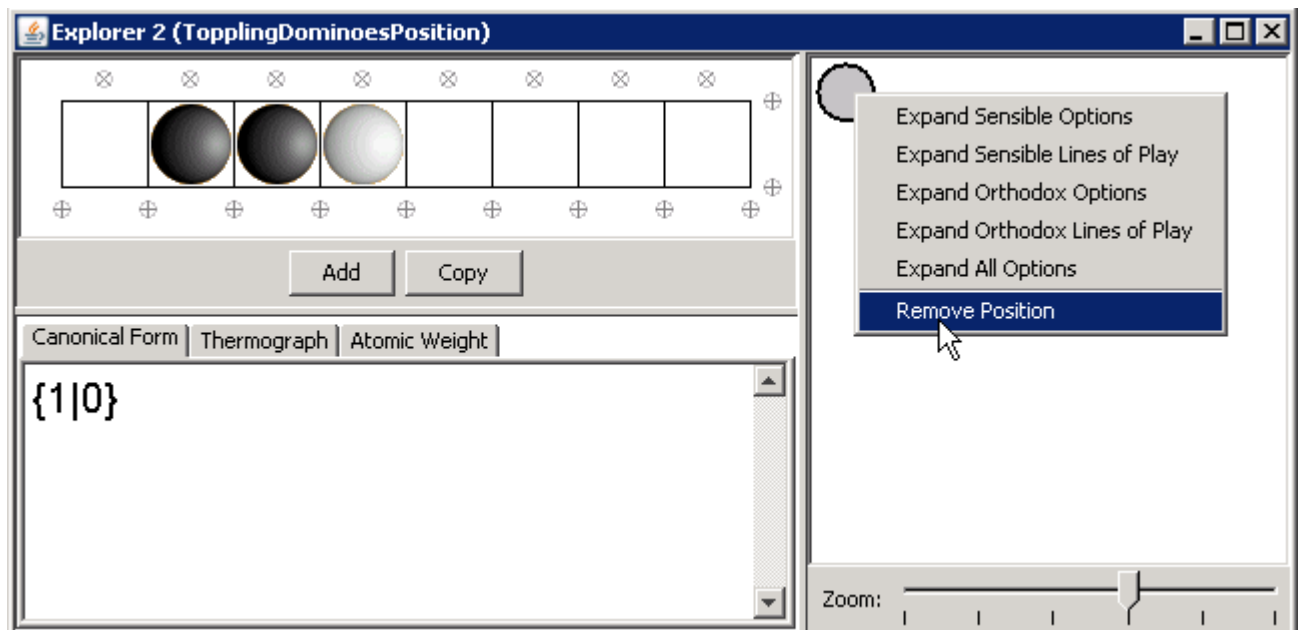 Explorer 2 (TopplingDominoesPosition)
Expand Sensible Options
Expand Sensible Lines of Play
Expand Orthodox Options
Expand Orthodox Lines of Play
Expand All Options
Remove Position
Add Copy
Canonical Form Thermograph Atomic Weight
{1|0}
Zoom: